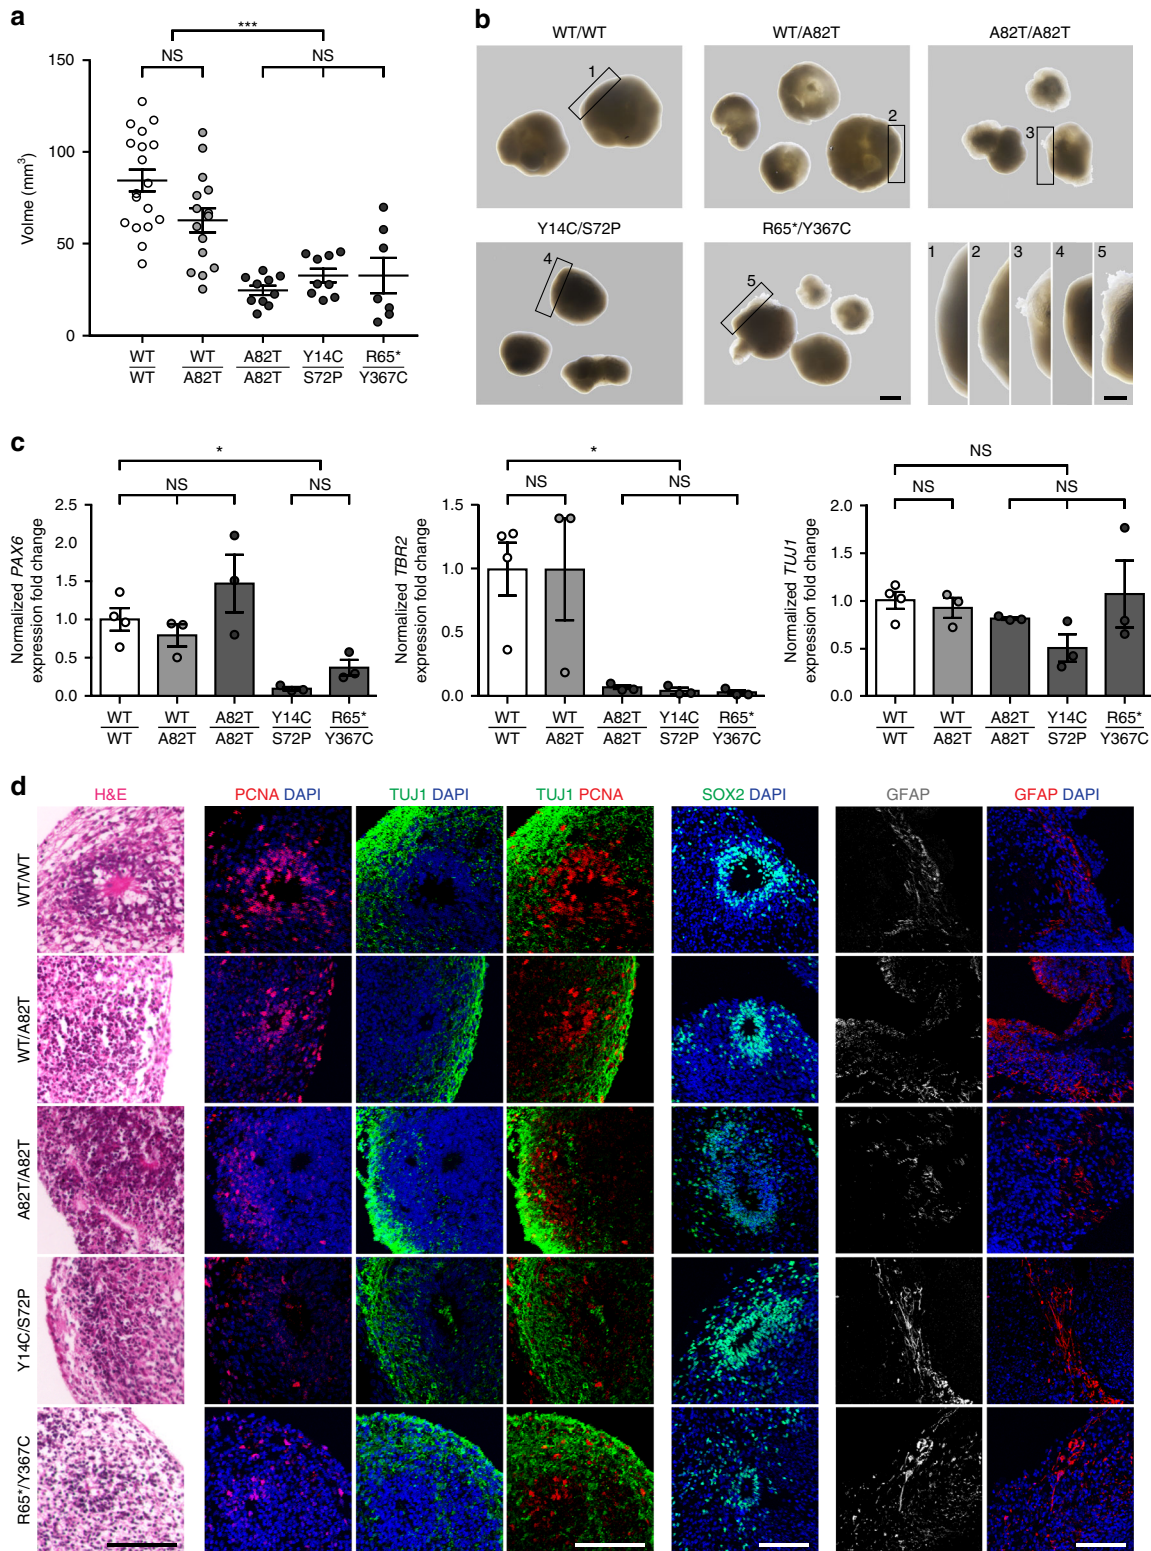 a
***
NS
NS
Volme (mm³)
150
100
50
0
WT
WT
WT
A82T
A82T
A82T
Y14C
S72P
R65*
Y367C
b
WT/WT
WT/A82T
A82T/A82T
1
2
3
Y14C/S72P
R65*/Y367C
4
5
1 2 3 4 5
c
*
NS
NS
Normalized PAX6
expression fold change
2.5
2.0
1.5
1.0
0.5
0.0
WT
WT
WT
A82T
A82T
A82T
Y14C
S72P
R65*
Y367C
*
NS
NS
Normalized TBR2
expression fold change
1.5
1.0
0.5
0.0
WT
WT
WT
A82T
A82T
A82T
Y14C
S72P
R65*
Y367C
NS
NS
NS
Normalized TUJ1
expression fold change
2.0
1.5
1.0
0.5
0.0
WT
WT
WT
A82T
A82T
A82T
Y14C
S72P
R65*
Y367C
d
H&E
PCNA DAPI
TUJ1 DAPI
TUJ1 PCNA
SOX2 DAPI
GFAP
GFAP DAPI
WT/WT
WT/A82T
A82T/A82T
Y14C/S72P
R65*/Y367C